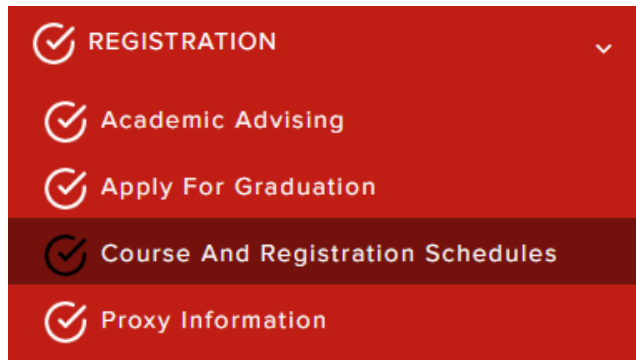 REGISTRATION
Academic Advising
Apply For Graduation
Course And Registration Schedules
Proxy Information